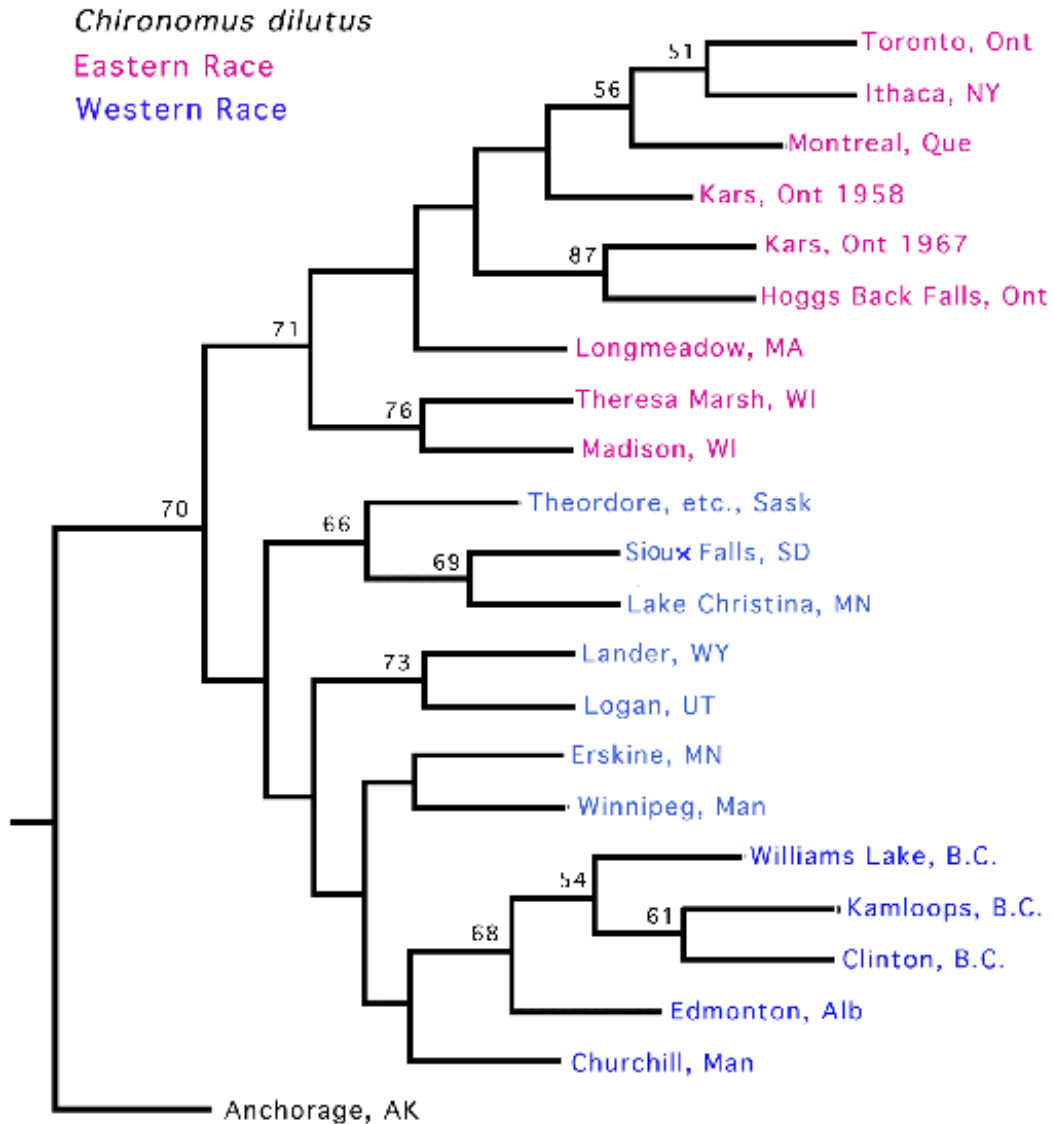 Chironomus dilutus
Eastern Race
Western Race
51
Toronto, Ont
56
Ithaca, NY
Montreal, Que
Kars, Ont 1958
87
Kars, Ont 1967
Hoggs Back Falls, Ont
71
Longmeadow, MA
76
Theresa Marsh, WI
Madison, WI
70
66
Theordore, etc., Sask
69
Sioux Falls, SD
Lake Christina, MN
73
Lander, WY
Logan, UT
Erskine, MN
Winnipeg, Man
54
Williams Lake, B.C.
61
Kamloops, B.C.
68
Clinton, B.C.
Edmonton, Alb
Churchill, Man
Anchorage, AK